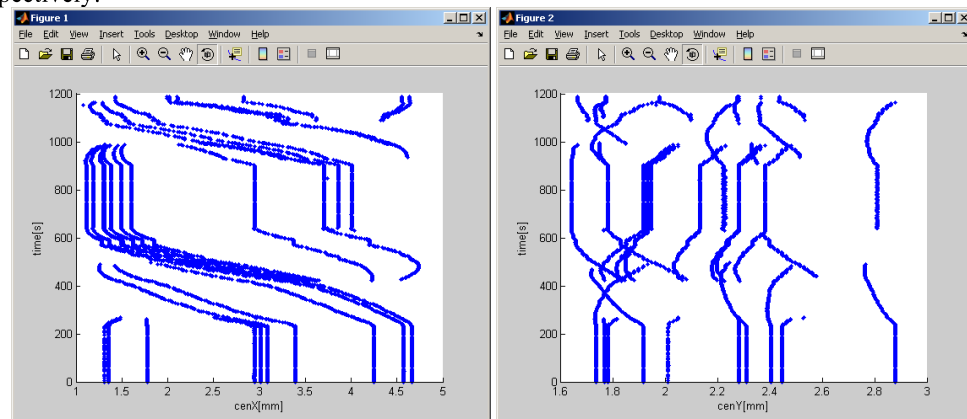 spectively.
Figure 1
File Edit View Insert Tools Desktop Window Help
1200
1000
800
600
400
200
0
time[s]
1 1.5 2 2.5 3 3.5 4 4.5 5
cenX[mm]
Figure 2
File Edit View Insert Tools Desktop Window Help
1200
1000
800
600
400
200
0
time[s]
1.6 1.8 2 2.2 2.4 2.6 2.8 3
cenY[mm]